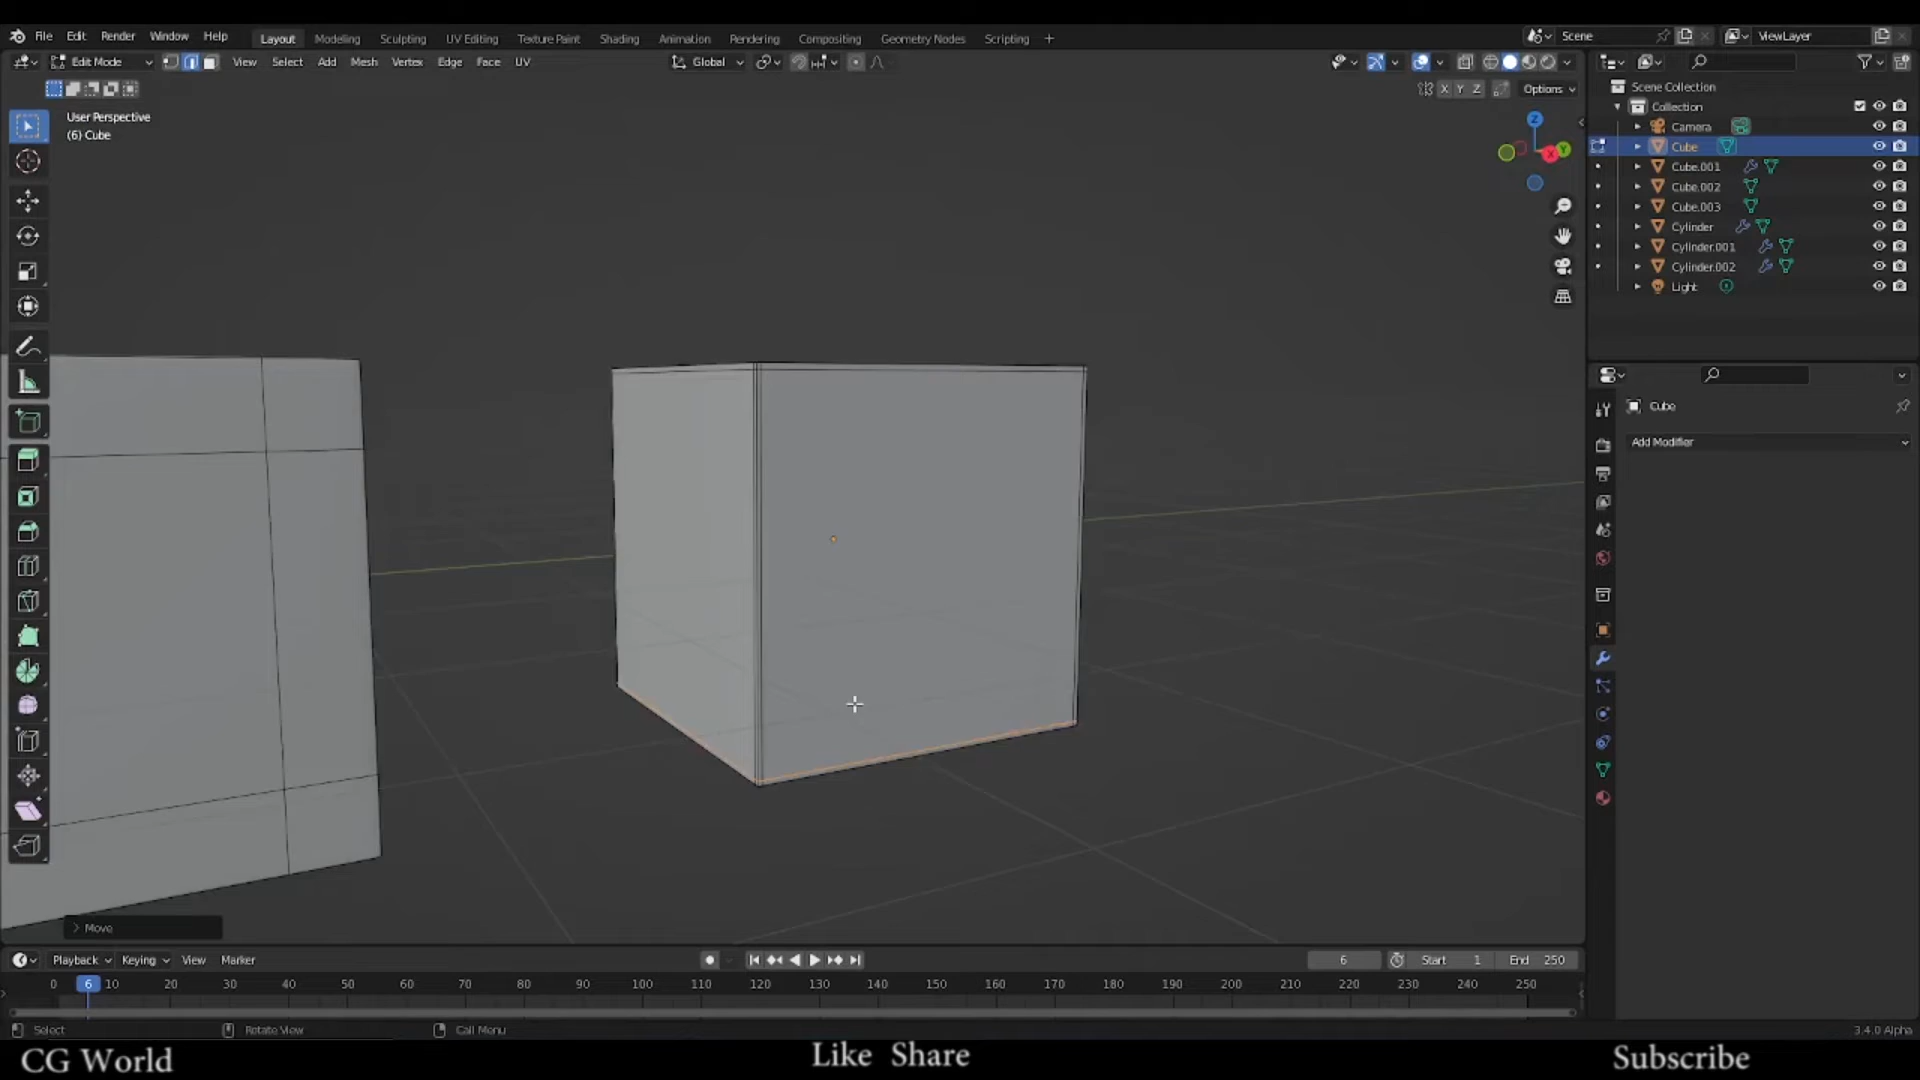 File Edit Render Window Help Layout Modeling Sculpting UV Editing Texture Paint Shading Animation Rendering Compositing Geometry Nodes Scripting + Scene ViewLayer
Edit Mode View Select Add Mesh Vertex Edge Face UV Global
X Y Z Options
User Perspective
(6) Cube
Z
X
Y
Scene Collection
Collection
Camera
Cube
Cube.001
Cube.002
Cube.003
Cylinder
Cylinder.001
Cylinder.002
Light
Cube
Add Modifier
Move
Playback Keying View Marker 6 Start 1 End 250
0 6 10 20 30 40 50 60 70 80 90 100 110 120 130 140 150 160 170 180 190 200 210 220 230 240 250
Select Rotate View Call Menu 3.4.0 Alpha
CG World Like Share Subscribe